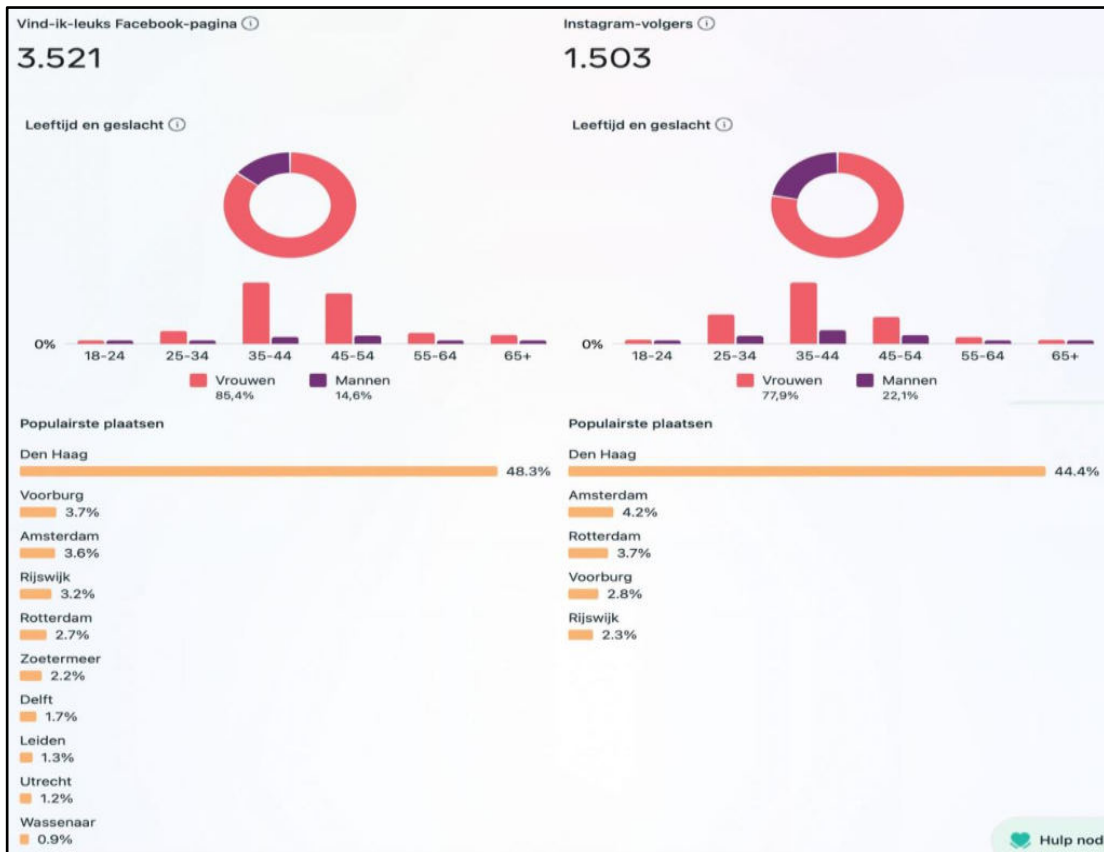 Vind-ik-leuks Facebook-pagina
3.521
Leeftijd en geslacht
0%
18-24 25-34 35-44 45-54 55-64 65+
Vrouwen Mannen
85,4% 14,6%
Populairste plaatsen
Den Haag
48.3%
Voorburg
3.7%
Amsterdam
3.6%
Rijswijk
3.2%
Rotterdam
2.7%
Zoetermeer
2.2%
Delft
1.7%
Leiden
1.3%
Utrecht
1.2%
Wassenaar
0.9%
Instagram-volgers
1.503
Leeftijd en geslacht
0%
18-24 25-34 35-44 45-54 55-64 65+
Vrouwen Mannen
77,9% 22,1%
Populairste plaatsen
Den Haag
44.4%
Amsterdam
4.2%
Rotterdam
3.7%
Voorburg
2.8%
Rijswijk
2.3%
Hulp nod